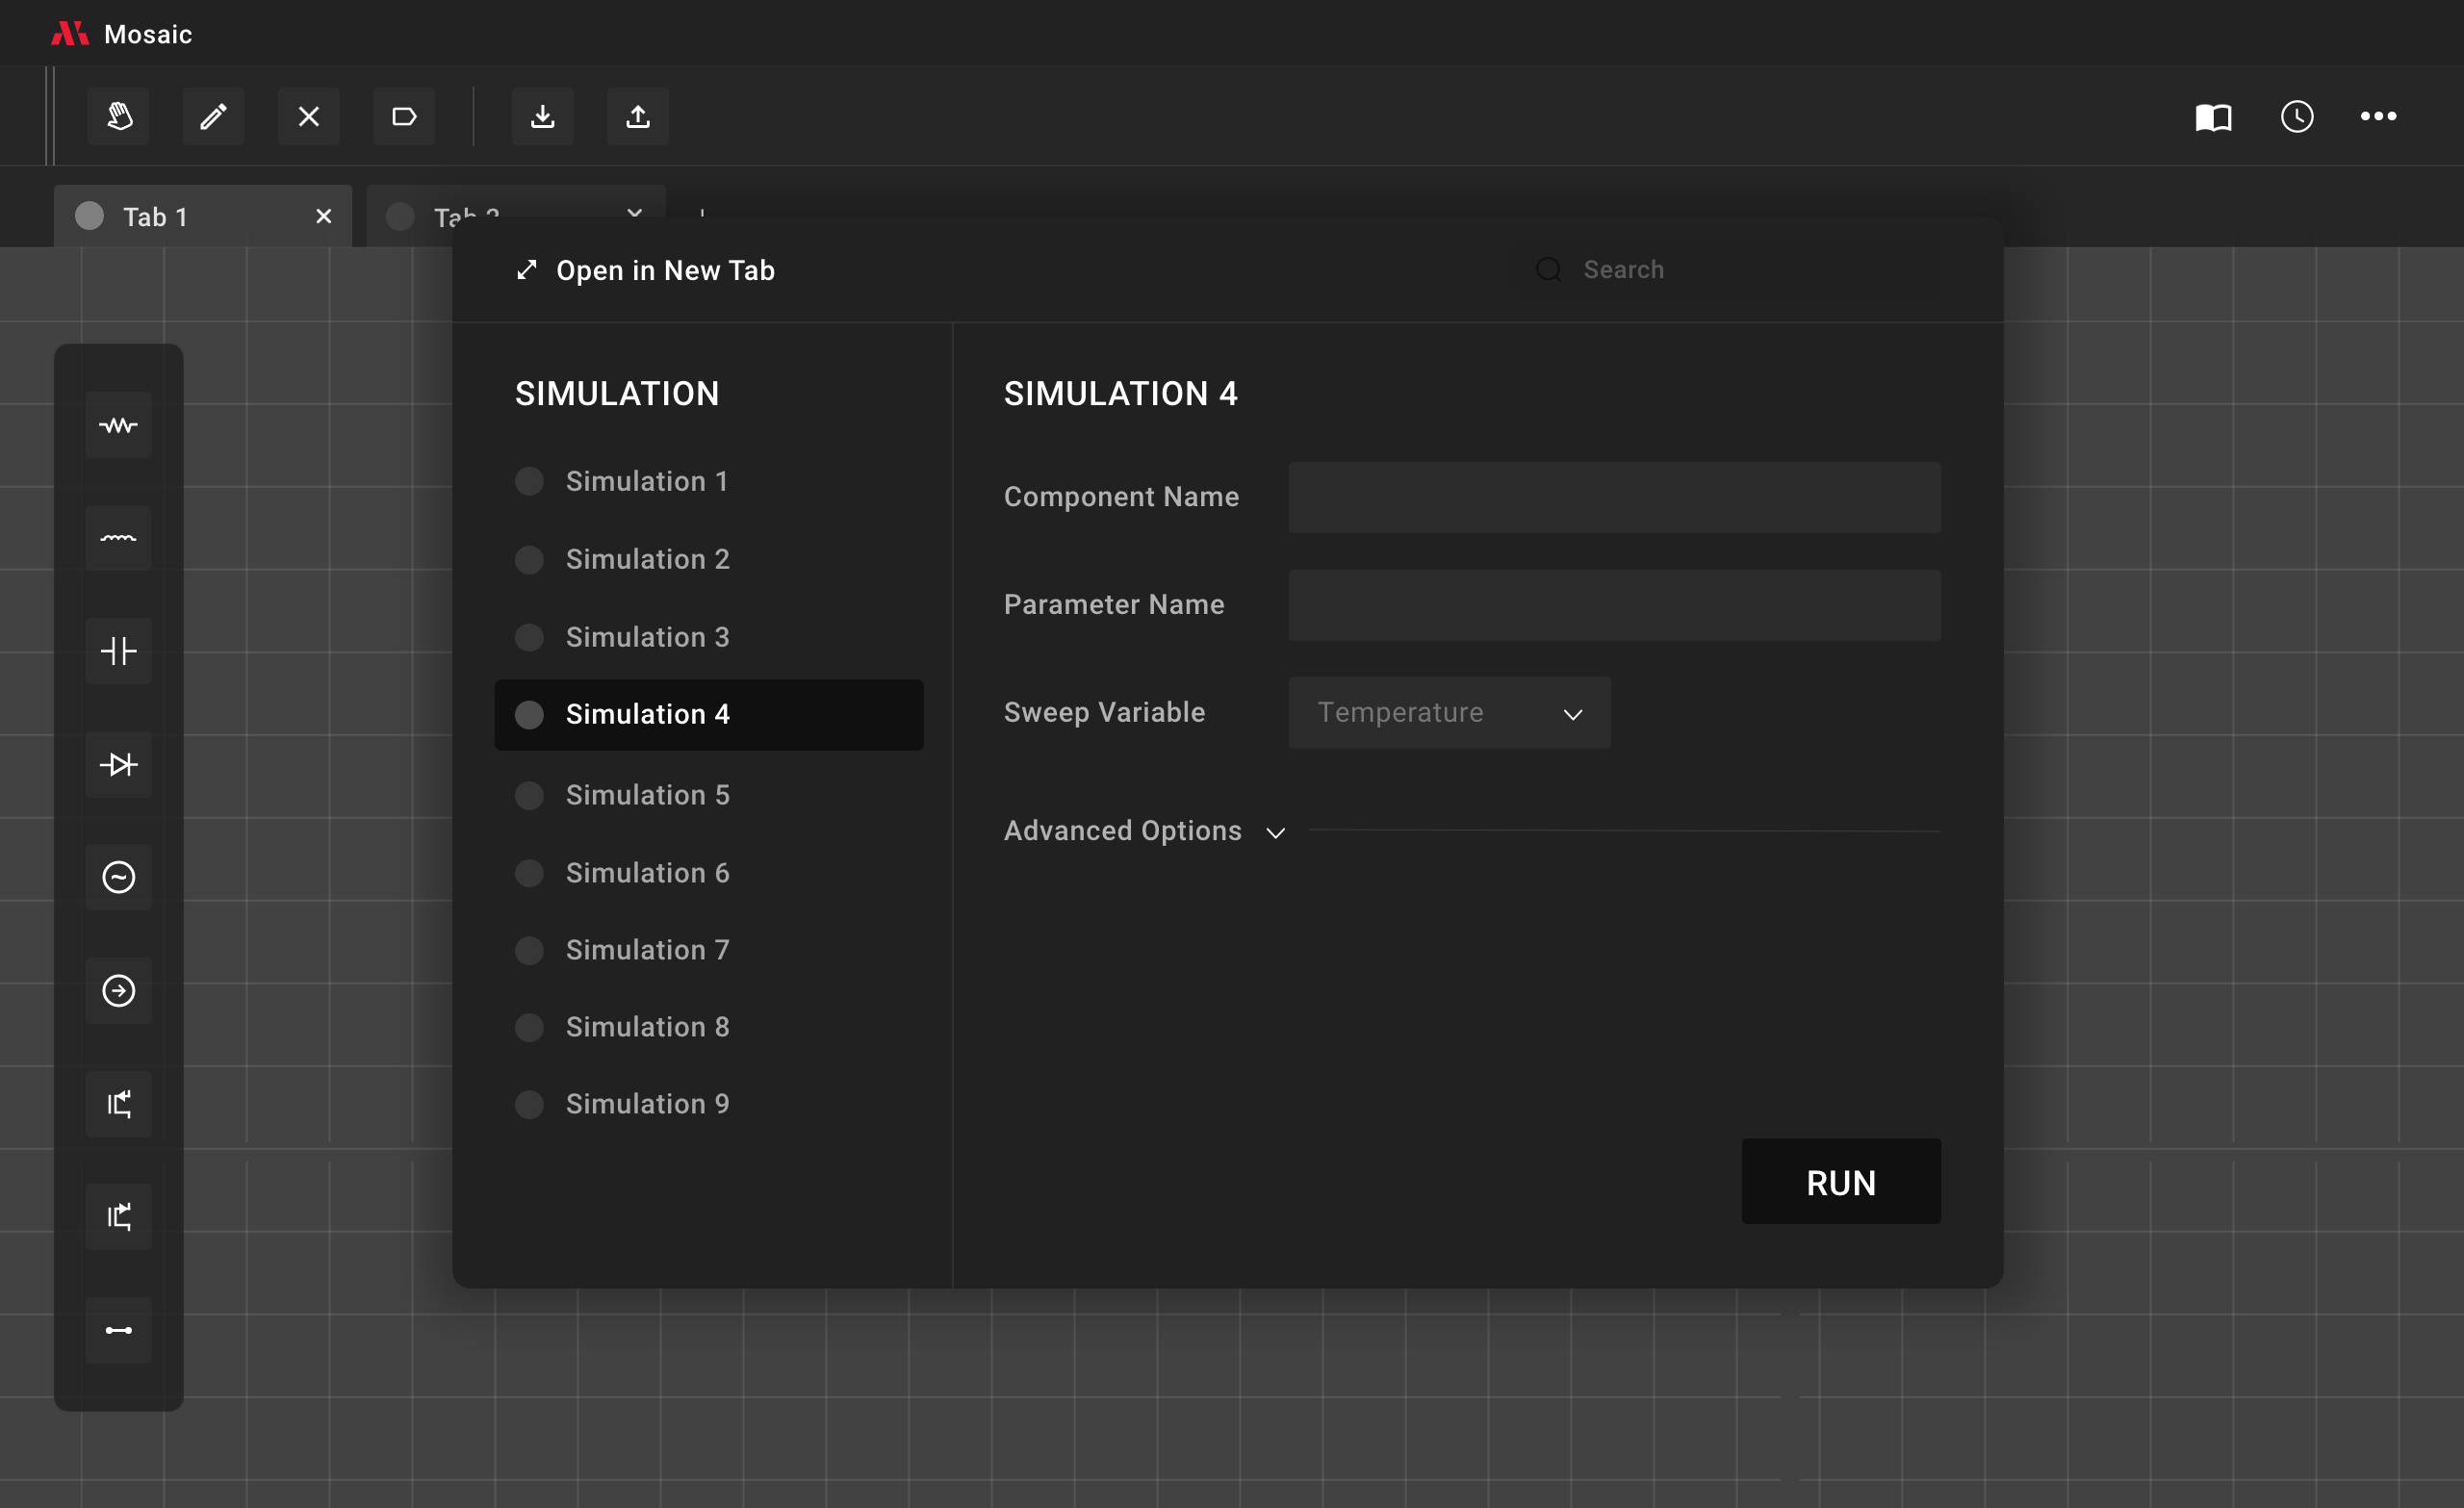 Mosaic
Tab 1
Tab 2
Open in New Tab
Search
SIMULATION
Simulation 1
Simulation 2
Simulation 3
Simulation 4
Simulation 5
Simulation 6
Simulation 7
Simulation 8
Simulation 9
SIMULATION 4
Component Name
Parameter Name
Sweep Variable
Temperature
Advanced Options
RUN